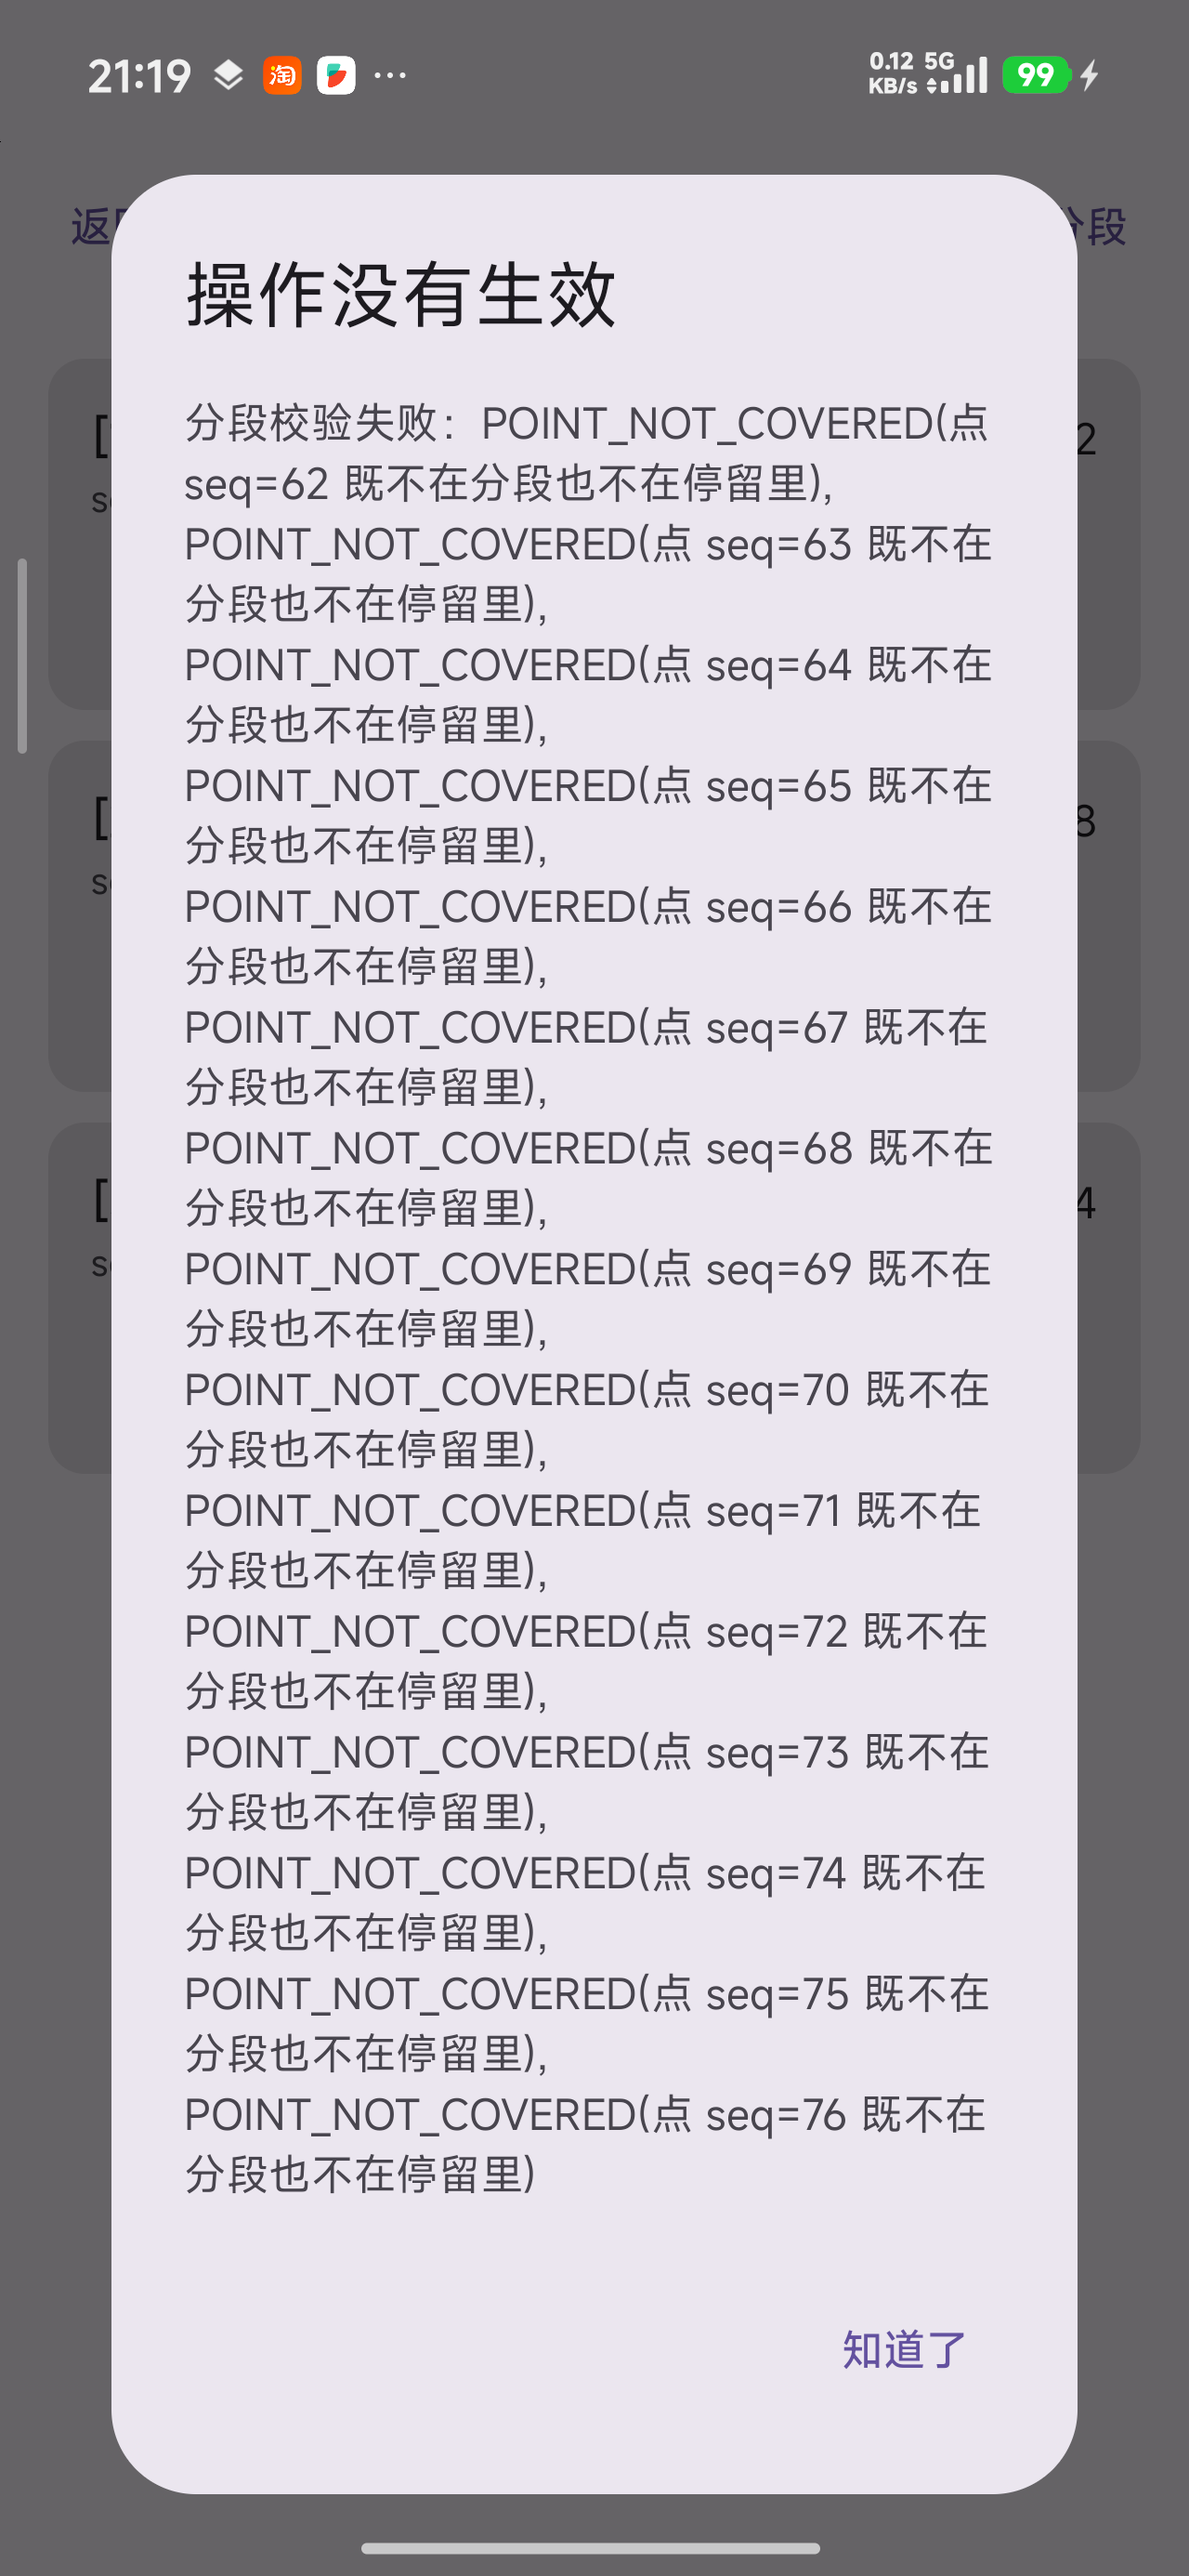 21:19 淘 ... 0.12 5G 99
KB/s
操作没有生效
分段校验失败：POINT_NOT_COVERED(点
seq=62 既不在分段也不在停留里),
POINT_NOT_COVERED(点 seq=63 既不在
分段也不在停留里),
POINT_NOT_COVERED(点 seq=64 既不在
分段也不在停留里),
POINT_NOT_COVERED(点 seq=65 既不在
分段也不在停留里),
POINT_NOT_COVERED(点 seq=66 既不在
分段也不在停留里),
POINT_NOT_COVERED(点 seq=67 既不在
分段也不在停留里),
POINT_NOT_COVERED(点 seq=68 既不在
分段也不在停留里),
POINT_NOT_COVERED(点 seq=69 既不在
分段也不在停留里),
POINT_NOT_COVERED(点 seq=70 既不在
分段也不在停留里),
POINT_NOT_COVERED(点 seq=71 既不在
分段也不在停留里),
POINT_NOT_COVERED(点 seq=72 既不在
分段也不在停留里),
POINT_NOT_COVERED(点 seq=73 既不在
分段也不在停留里),
POINT_NOT_COVERED(点 seq=74 既不在
分段也不在停留里),
POINT_NOT_COVERED(点 seq=75 既不在
分段也不在停留里),
POINT_NOT_COVERED(点 seq=76 既不在
分段也不在停留里)
知道了